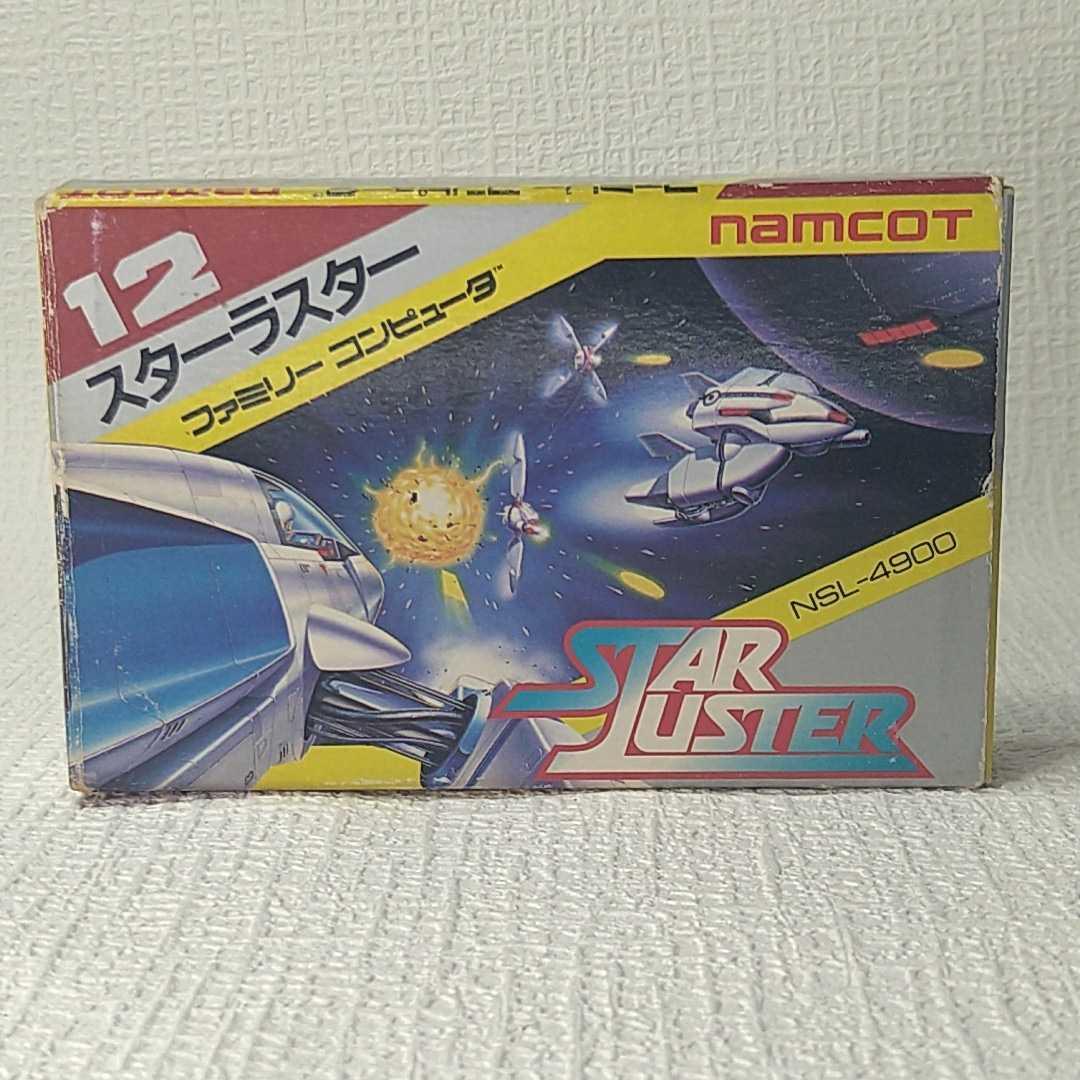 12
スターラスター
ファミリー コンピュータ™
namcoT
NSL-4900
STAR
LUSTER